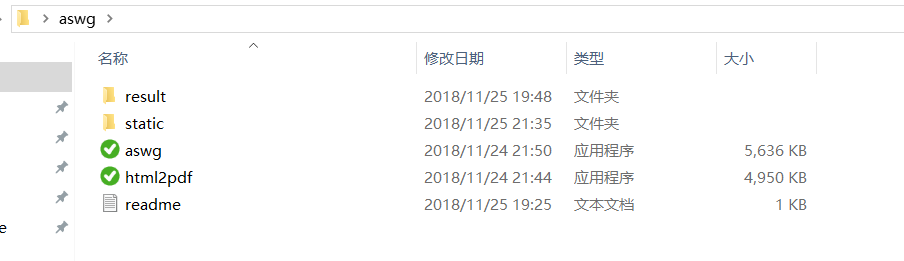 aswg
名称 修改日期 类型 大小
result 2018/11/25 19:48 文件夹
static 2018/11/25 21:35 文件夹
aswg 2018/11/24 21:50 应用程序 5,636 KB
html2pdf 2018/11/24 21:44 应用程序 4,950 KB
readme 2018/11/25 19:25 文本文档 1 KB
e